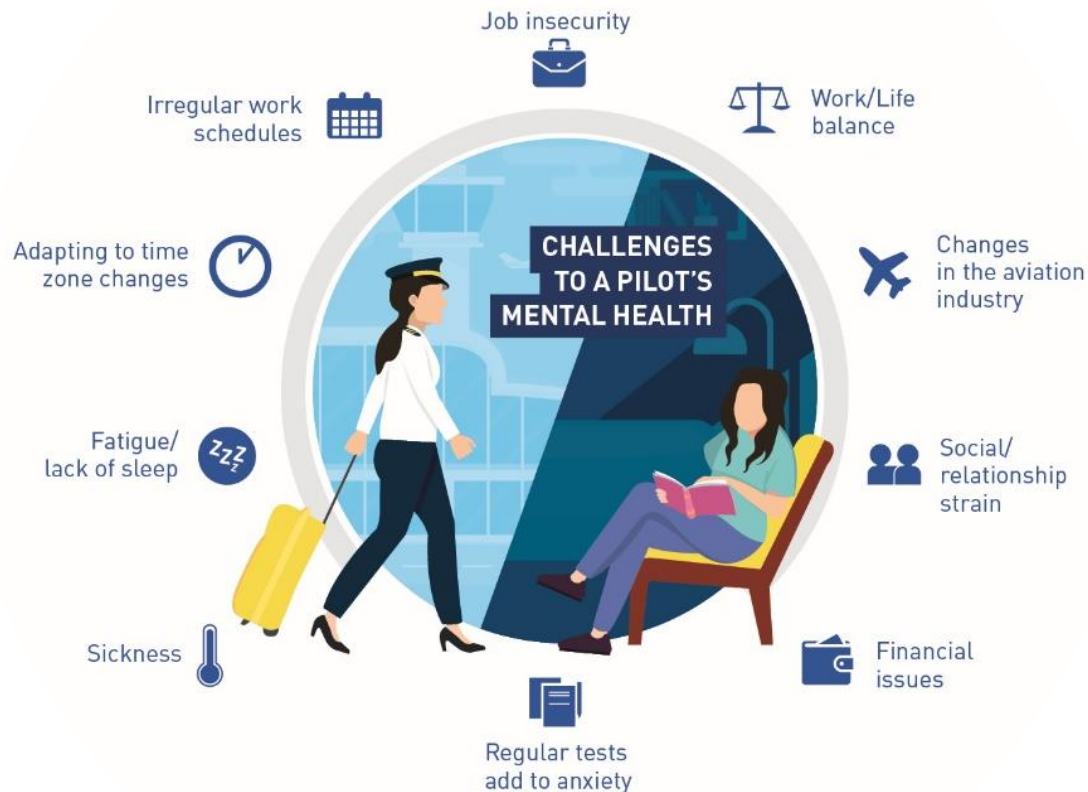 Job insecurity
Work/Life
balance
Changes
in the aviation
industry
Social/
relationship
strain
Financial
issues
Regular tests
add to anxiety
Sickness
Fatigue/
lack of sleep
Adapting to time
zone changes
Irregular work
schedules
CHALLENGES
TO A PILOT'S
MENTAL HEALTH
ZZZ
z